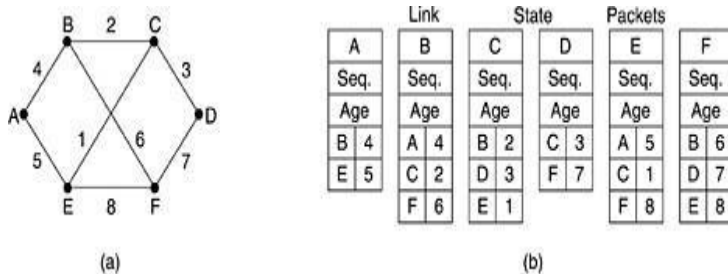 Link State Packets
B 2 C
4 3
A D
1 6
5 7
E 8 F
(a)
A B C D E F
Seq. Seq. Seq. Seq. Seq. Seq.
Age Age Age Age Age Age
B 4 A 4 B 2 C 3 A 5 B 6
E 5 C 2 D 3 F 7 C 1 D 7
F 6 E 1 F 8 E 8
(b)